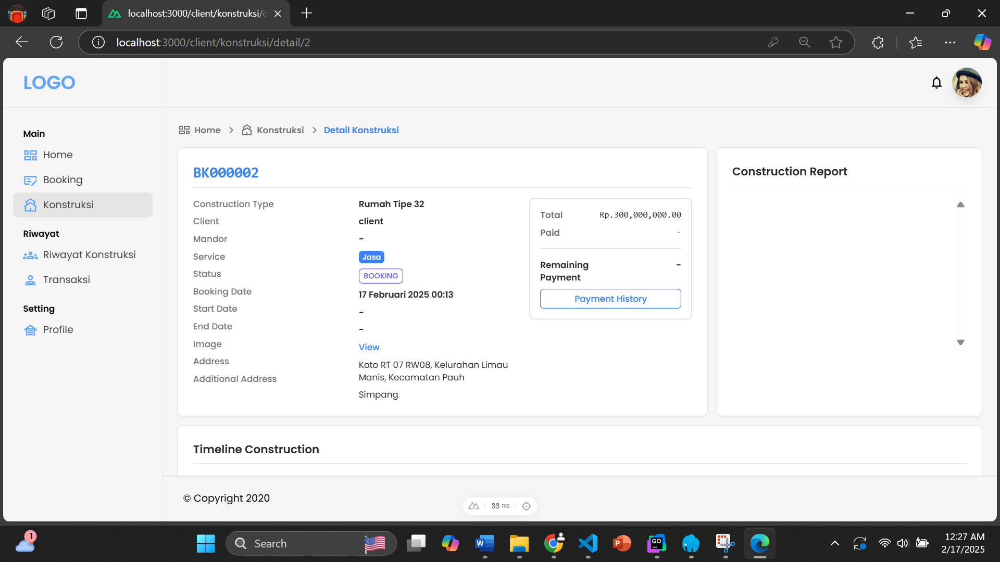 localhost:3000/client/konstruksi/d
localhost:3000/client/konstruksi/detail/2
LOGO
Main
Home
Booking
Konstruksi
Riwayat
Riwayat Konstruksi
Transaksi
Setting
Profile
Home > Konstruksi > Detail Konstruksi
BK000002
Construction Type Rumah Tipe 32
Client client
Mandor -
Service Jasa
Status BOOKING
Booking Date 17 Februari 2025 00:13
Start Date -
End Date -
Image View
Address Koto RT 07 RW08, Kelurahan Limau
Manis, Kecamatan Pauh
Additional Address Simpang
Total Rp.300,000,000.00
Paid -
Remaining -
Payment
Payment History
Construction Report
Timeline Construction
© Copyright 2020
33 ms
1
Search
W
P
GO
12:27 AM
2/17/2025